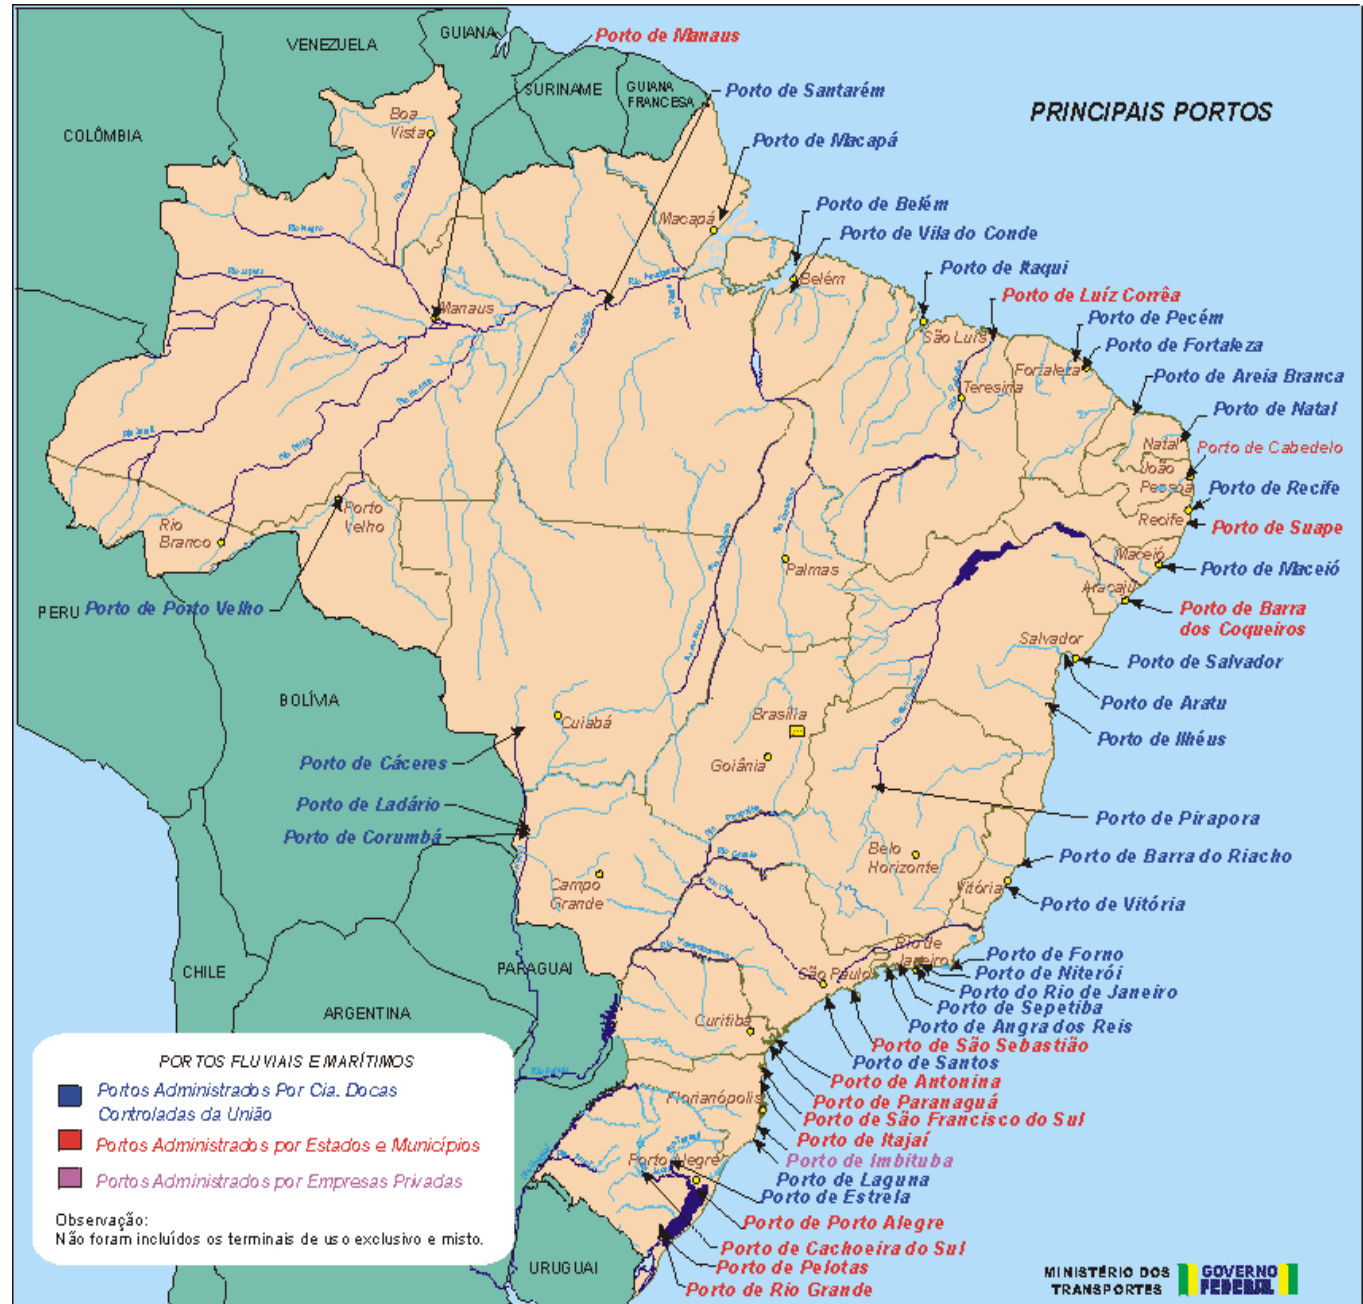 PRINCIPAIS PORTOS
VENEZUELA
GUIANA
SURINAME
GUIANA
FRANCESA
COLÔMBIA
PERU
BOLÍVIA
CHILE
ARGENTINA
PARAGUAI
URUGUAI
Porto de Manaus
Porto de Santarém
Porto de Macapá
Porto de Belém
Porto de Vila do Conde
Porto de Itaqui
Porto de Luíz Corrêa
Porto de Pecém
Porto de Fortaleza
Porto de Areia Branca
Porto de Natal
Porto de Cabedelo
Porto de Recife
Porto de Suape
Porto de Maceió
Porto de Barra
dos Coqueiros
Porto de Salvador
Porto de Aratu
Porto de Ilhéus
Porto de Pirapora
Porto de Barra do Riacho
Porto de Vitória
Porto de Forno
Porto de Niterói
Porto do Rio de Janeiro
Porto de Sepetiba
Porto de Angra dos Reis
Porto de São Sebastião
Porto de Santos
Porto de Antonina
Porto de Paranaguá
Porto de São Francisco do Sul
Porto de Itajaí
Porto de Imbituba
Porto de Laguna
Porto de Estrela
Porto de Porto Alegre
Porto de Cachoeira do Sul
Porto de Pelotas
Porto de Rio Grande
Porto de Porto Velho
Porto de Cáceres
Porto de Ladário
Porto de Corumbá
Boa
Vista
Macapá
Manaus
Belém
São Luís
Teresina
Fortaleza
Natal
João
Pessoa
Recife
Maceió
Aracajú
Salvador
Palmas
Porto
Velho
Rio
Branco
Cuiabá
Brasília
Goiânia
Belo
Horizonte
Vitória
Campo
Grande
Rio de
Janeiro
São Paulo
Curitiba
Florianópolis
Porto Alegre
Rio Negro
Rio Grande
PORTOS FLUVIAIS E MARÍTIMOS
Portos Administrados Por Cia. Docas
Controladas da União
Portos Administrados por Estados e Municípios
Portos Administrados por Empresas Privadas
Observação:
Não foram incluídos os terminais de uso exclusivo e misto.
MINISTÉRIO DOS
TRANSPORTES
GOVERNO
FEDERAL